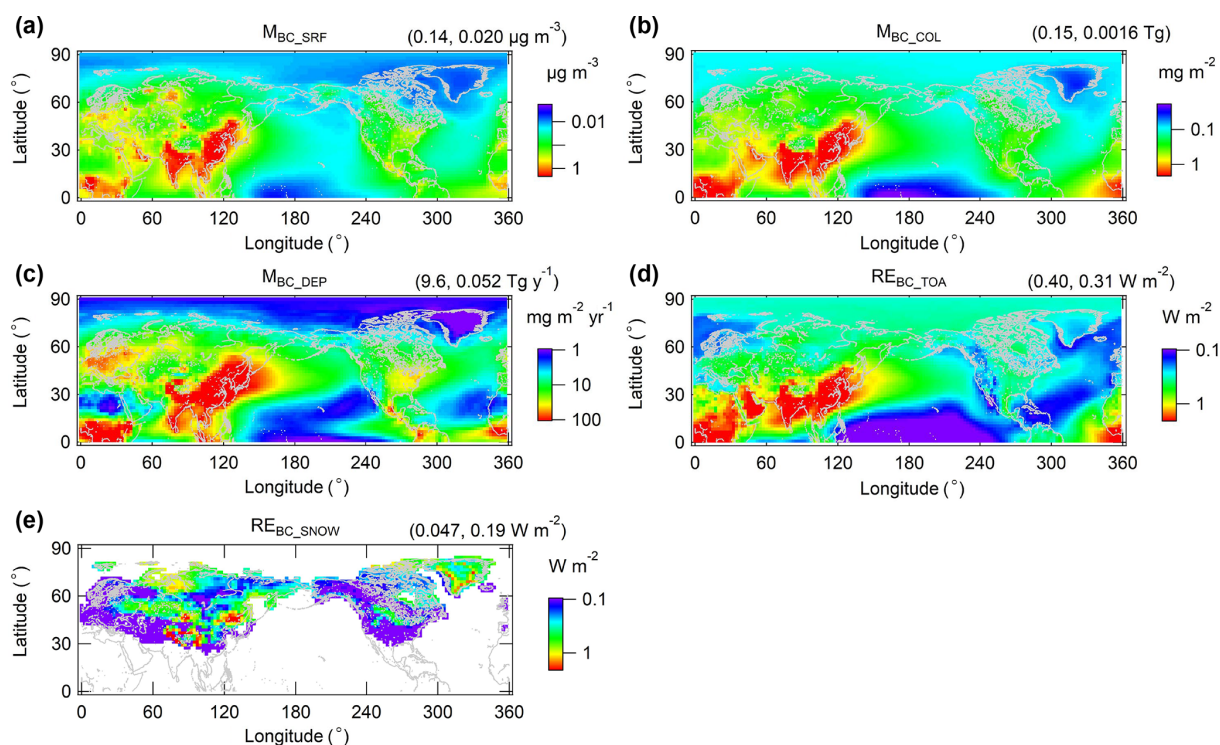 (a) M_BC_SRF (0.14, 0.020 µg m⁻³)
90
60
30
0
Latitude (°)
0 60 120 180 240 300 360
Longitude (°)
µg m⁻³
0.01
1
(b) M_BC_COL (0.15, 0.0016 Tg)
90
60
30
0
Latitude (°)
0 60 120 180 240 300 360
Longitude (°)
mg m⁻²
0.1
1
(c) M_BC_DEP (9.6, 0.052 Tg y⁻¹)
90
60
30
0
Latitude (°)
0 60 120 180 240 300 360
Longitude (°)
mg m⁻² yr⁻¹
1
10
100
(d) RE_BC_TOA (0.40, 0.31 W m⁻²)
90
60
30
0
Latitude (°)
0 60 120 180 240 300 360
Longitude (°)
W m⁻²
0.1
1
(e) RE_BC_SNOW (0.047, 0.19 W m⁻²)
90
60
30
0
Latitude (°)
0 60 120 180 240 300 360
Longitude (°)
W m⁻²
0.1
1